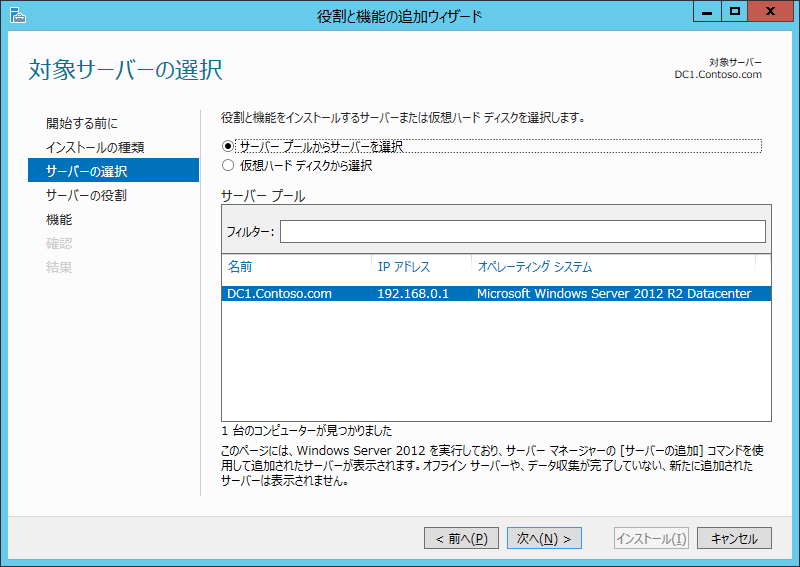 役割と機能の追加ウィザード
対象サーバーの選択
対象サーバー
DC1.Contoso.com
開始する前に
インストールの種類
サーバーの選択
サーバーの役割
機能
確認
結果
役割と機能をインストールするサーバーまたは仮想ハード ディスクを選択します。
サーバー プールからサーバーを選択
仮想ハード ディスクから選択
サーバー プール
フィルター:
名前 IP アドレス オペレーティング システム
DC1.Contoso.com 192.168.0.1 Microsoft Windows Server 2012 R2 Datacenter
1 台のコンピューターが見つかりました
このページには、Windows Server 2012 を実行しており、サーバー マネージャーの [サーバーの追加] コマンドを使
用して追加されたサーバーが表示されます。オフライン サーバーや、データ収集が完了していない、新たに追加された
サーバーは表示されません。
< 前へ(P) 次へ(N) > インストール(I) キャンセル